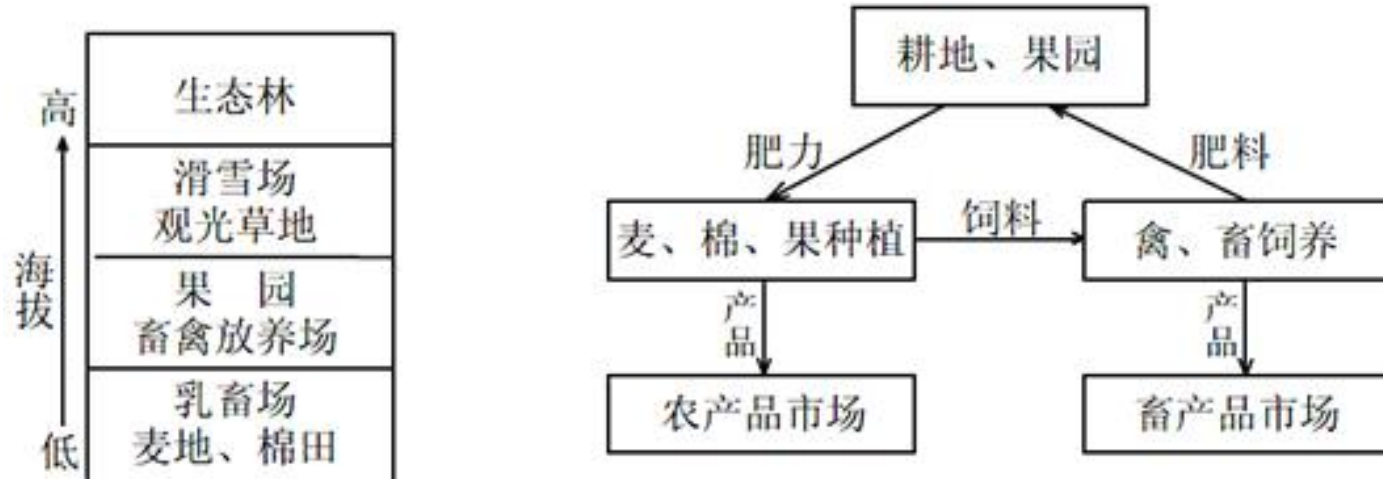 高
海
拔
低
生态林
滑雪场
观光草地
果 园
畜禽放养场
乳畜场
麦地、棉田
耕地、果园
肥力
肥料
麦、棉、果种植
饲料
禽、畜饲养
产
品
产
品
农产品市场
畜产品市场